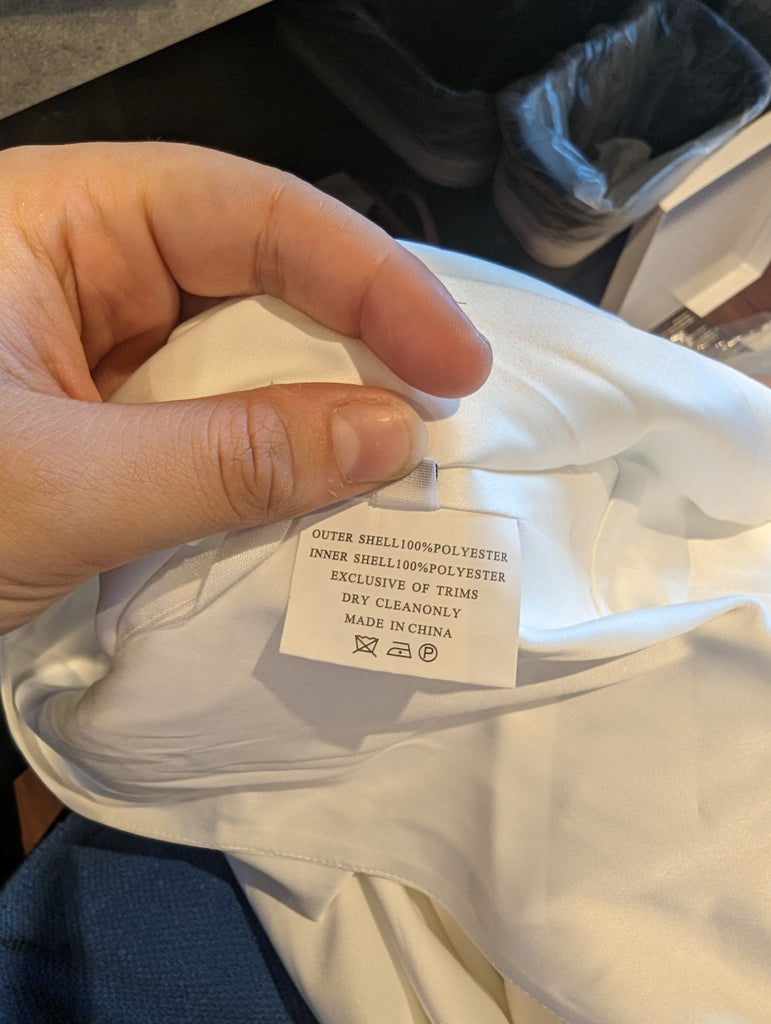 OUTER SHELL100%POLYESTER
INNER SHELL100%POLYESTER
EXCLUSIVE OF TRIMS
DRY CLEANONLY
MADE IN CHINA
P